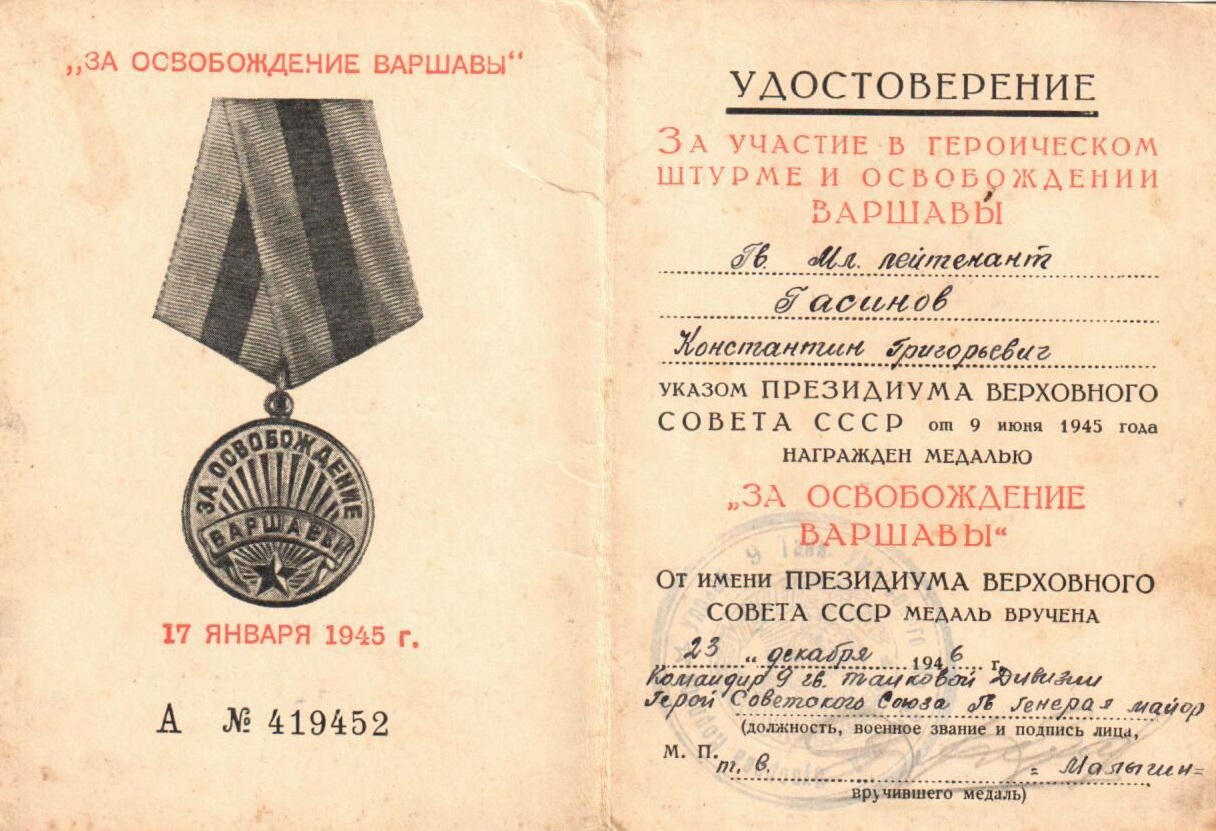 „ЗА ОСВОБОЖДЕНИЕ ВАРШАВЫ“
ЗА ОСВОБОЖДЕНИЕ
ВАРШАВЫ
17 ЯНВАРЯ 1945 г.
А № 419452
УДОСТОВЕРЕНИЕ
ЗА УЧАСТИЕ В ГЕРОИЧЕСКОМ
ШТУРМЕ И ОСВОБОЖДЕНИИ
ВАРШАВЫ
Гв. Мл. лейтенант
Гасинов
Константин Григорьевич
УКАЗОМ ПРЕЗИДИУМА ВЕРХОВНОГО
СОВЕТА СССР от 9 июня 1945 года
НАГРАЖДЕН МЕДАЛЬЮ
„ЗА ОСВОБОЖДЕНИЕ
ВАРШАВЫ“
ОТ ИМЕНИ ПРЕЗИДИУМА ВЕРХОВНОГО
СОВЕТА СССР МЕДАЛЬ ВРУЧЕНА
23 „ декабря 1946 г.
Командир 9 гв. танковой Дивизии
Герой Советского Союза Гв Генерал майор
(должность, военное звание и подпись лица,
М. П. т. в. = Малыгин =
вручившего медаль)